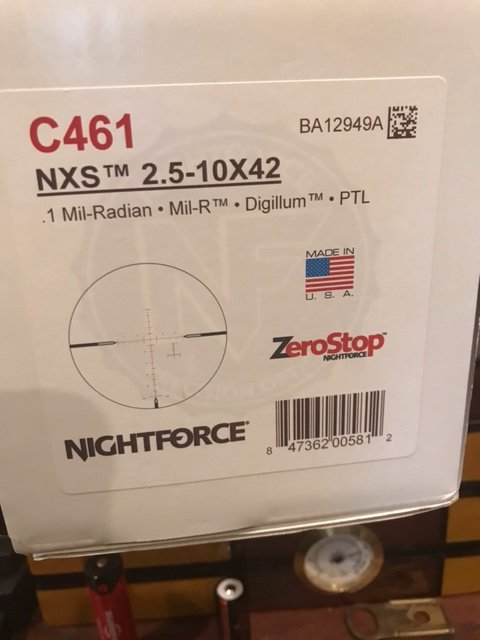 C461
BA12949A
NXS™ 2.5-10X42
.1 Mil-Radian • Mil-R™ • Digillum™ • PTL
MADE IN
U. S. A.
ZeroStop™
NIGHTFORCE
NIGHTFORCE®
8 47362 00581 2